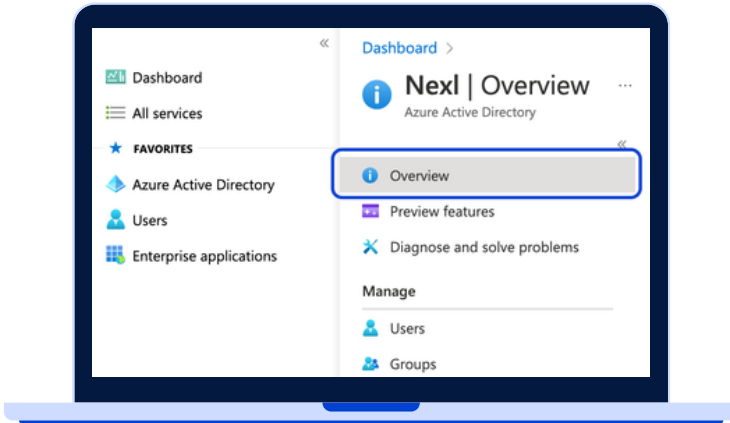 Dashboard
All services
FAVORITES
Azure Active Directory
Users
Enterprise applications
Dashboard >
Nexl | Overview
Azure Active Directory
Overview
Preview features
Diagnose and solve problems
Manage
Users
Groups